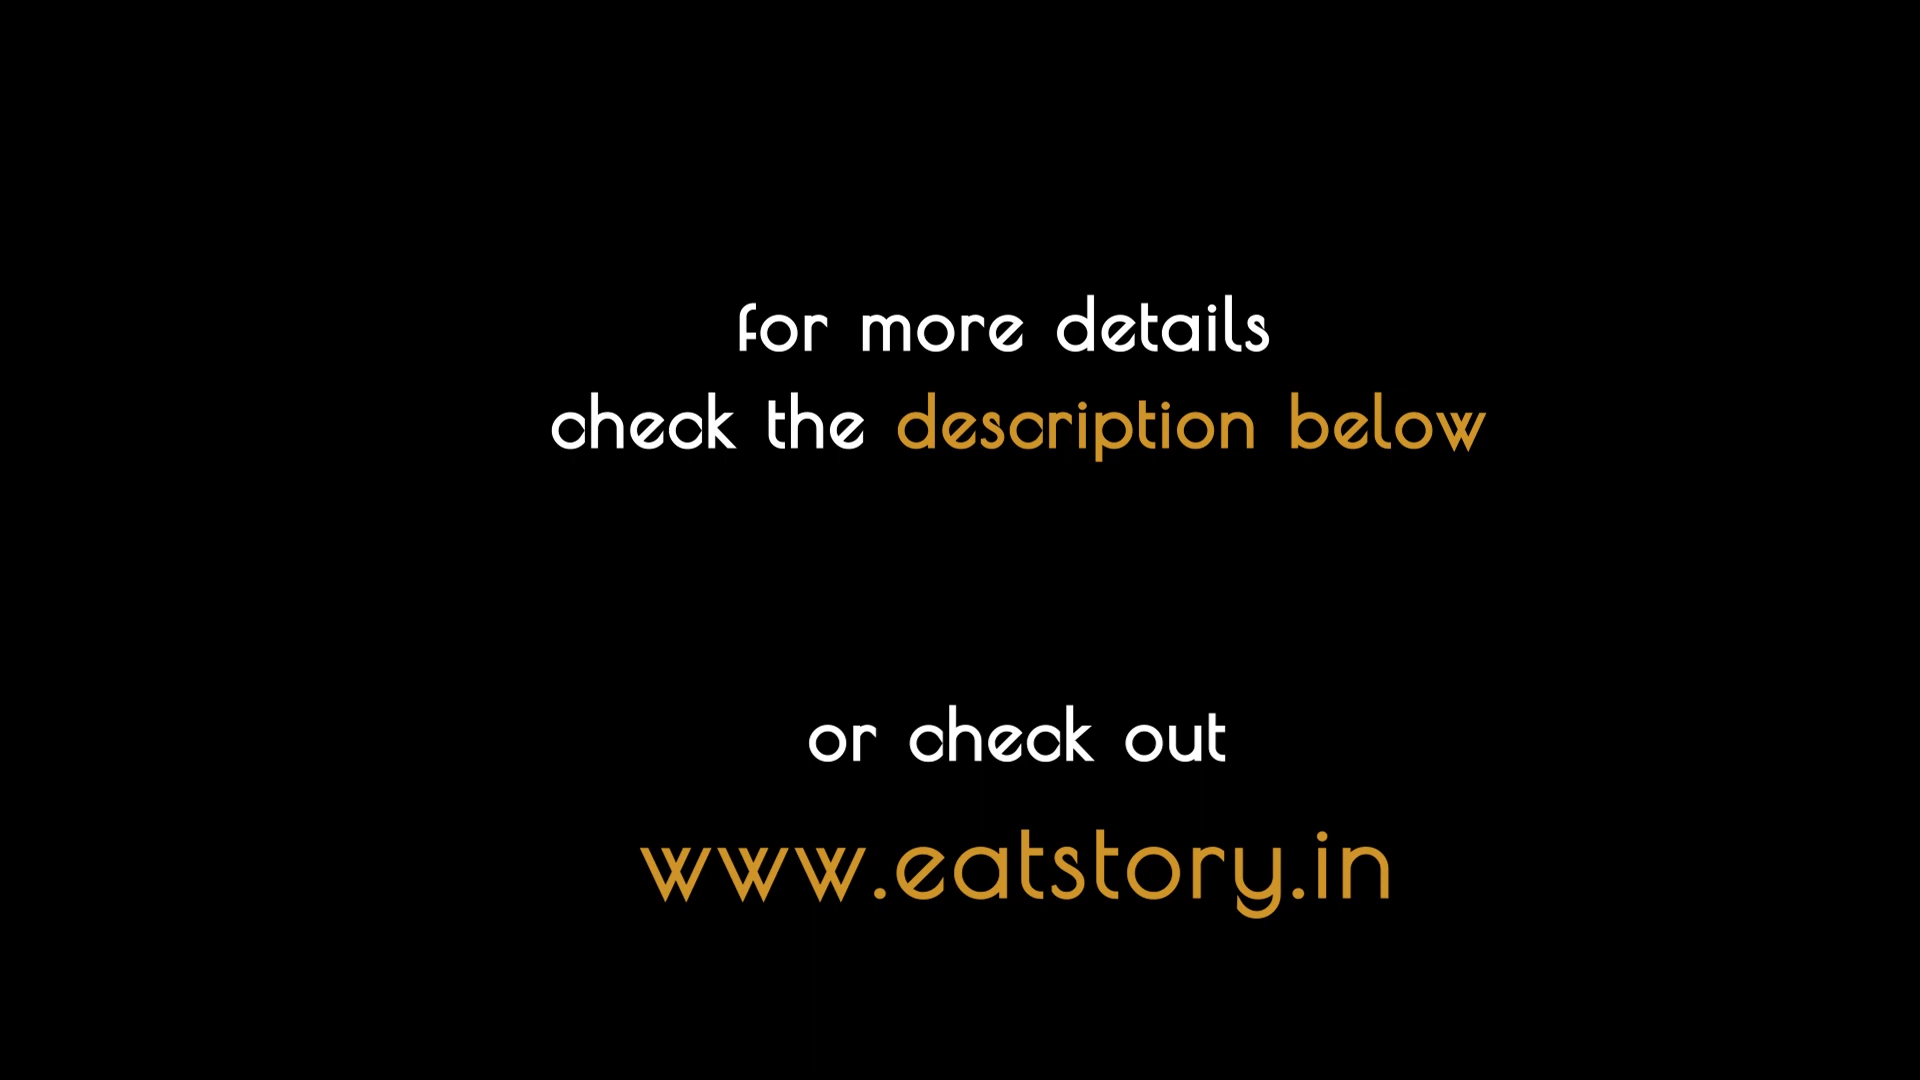 for more details
check the description below
or check out
www.eatstory.in